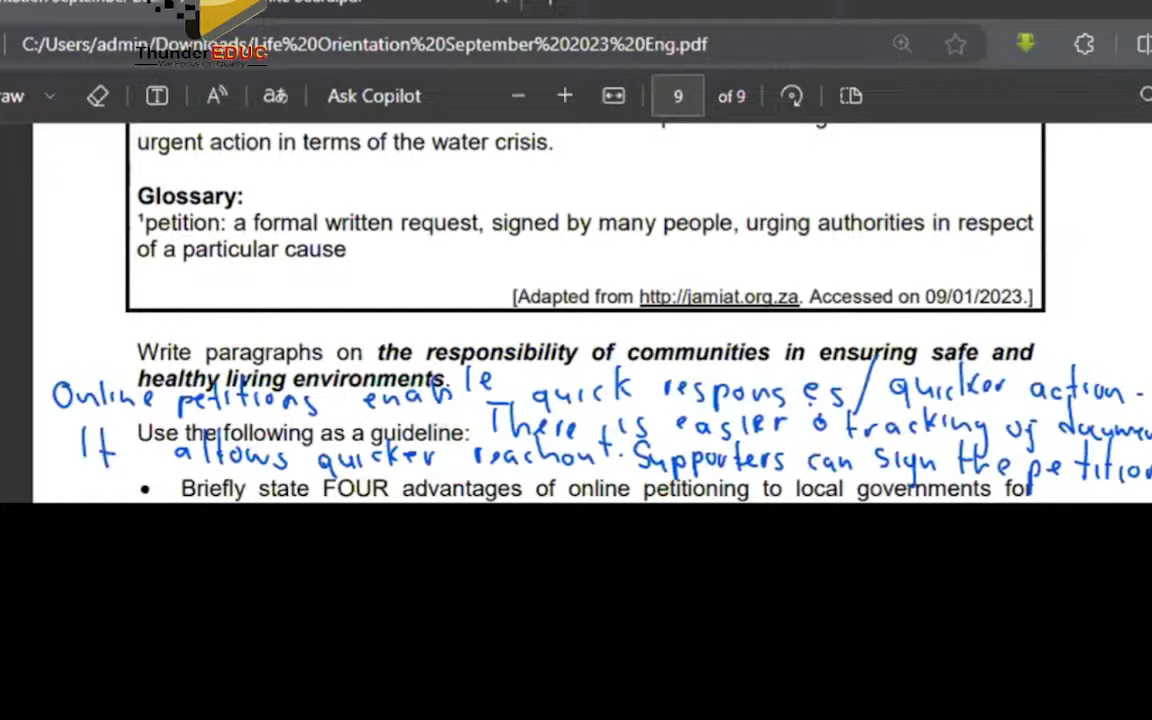 C:/Users/admin/Downloads/Life%20Orientation%20September%202023%20Eng.pdf
ThunderEDUC
We Focus On Quality
aw
Ask Copilot
9 of 9
urgent action in terms of the water crisis.
Glossary:
¹petition: a formal written request, signed by many people, urging authorities in respect
of a particular cause
[Adapted from http://jamiat.org.za. Accessed on 09/01/2023.]
Write paragraphs on the responsibility of communities in ensuring safe and
healthy living environments.
Online petitions enable quick responses/quicker action.
Use the following as a guideline:
There is easier tracking of
It allows quicker reachout. Supporters can sign the petition
• Briefly state FOUR advantages of online petitioning to local governments for